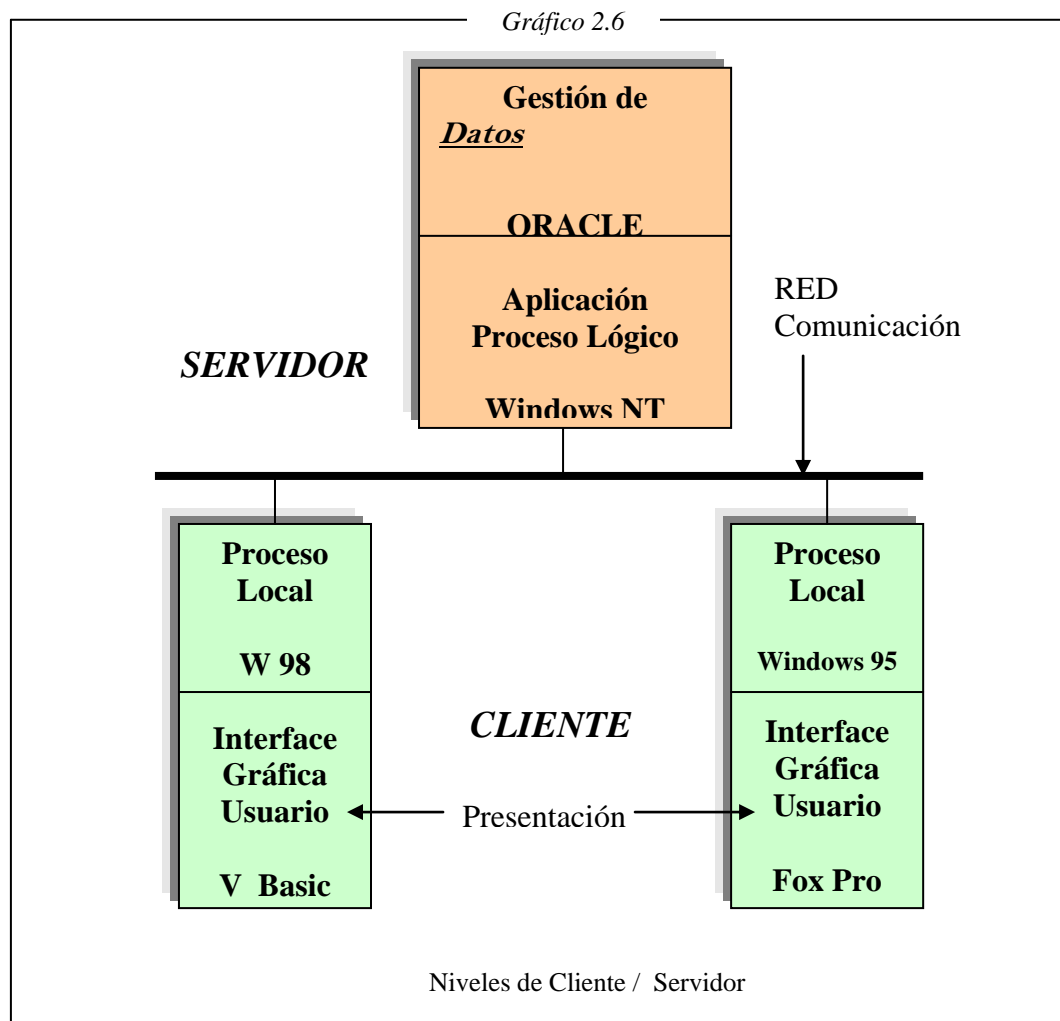 Gráfico 2.6
Gestión de
Datos
ORACLE
Aplicación
Proceso Lógico
Windows NT
RED
Comunicación
SERVIDOR
Proceso
Local
W 98
Interface
Gráfica
Usuario
V Basic
CLIENTE
Presentación
Proceso
Local
Windows 95
Interface
Gráfica
Usuario
Fox Pro
Niveles de Cliente / Servidor